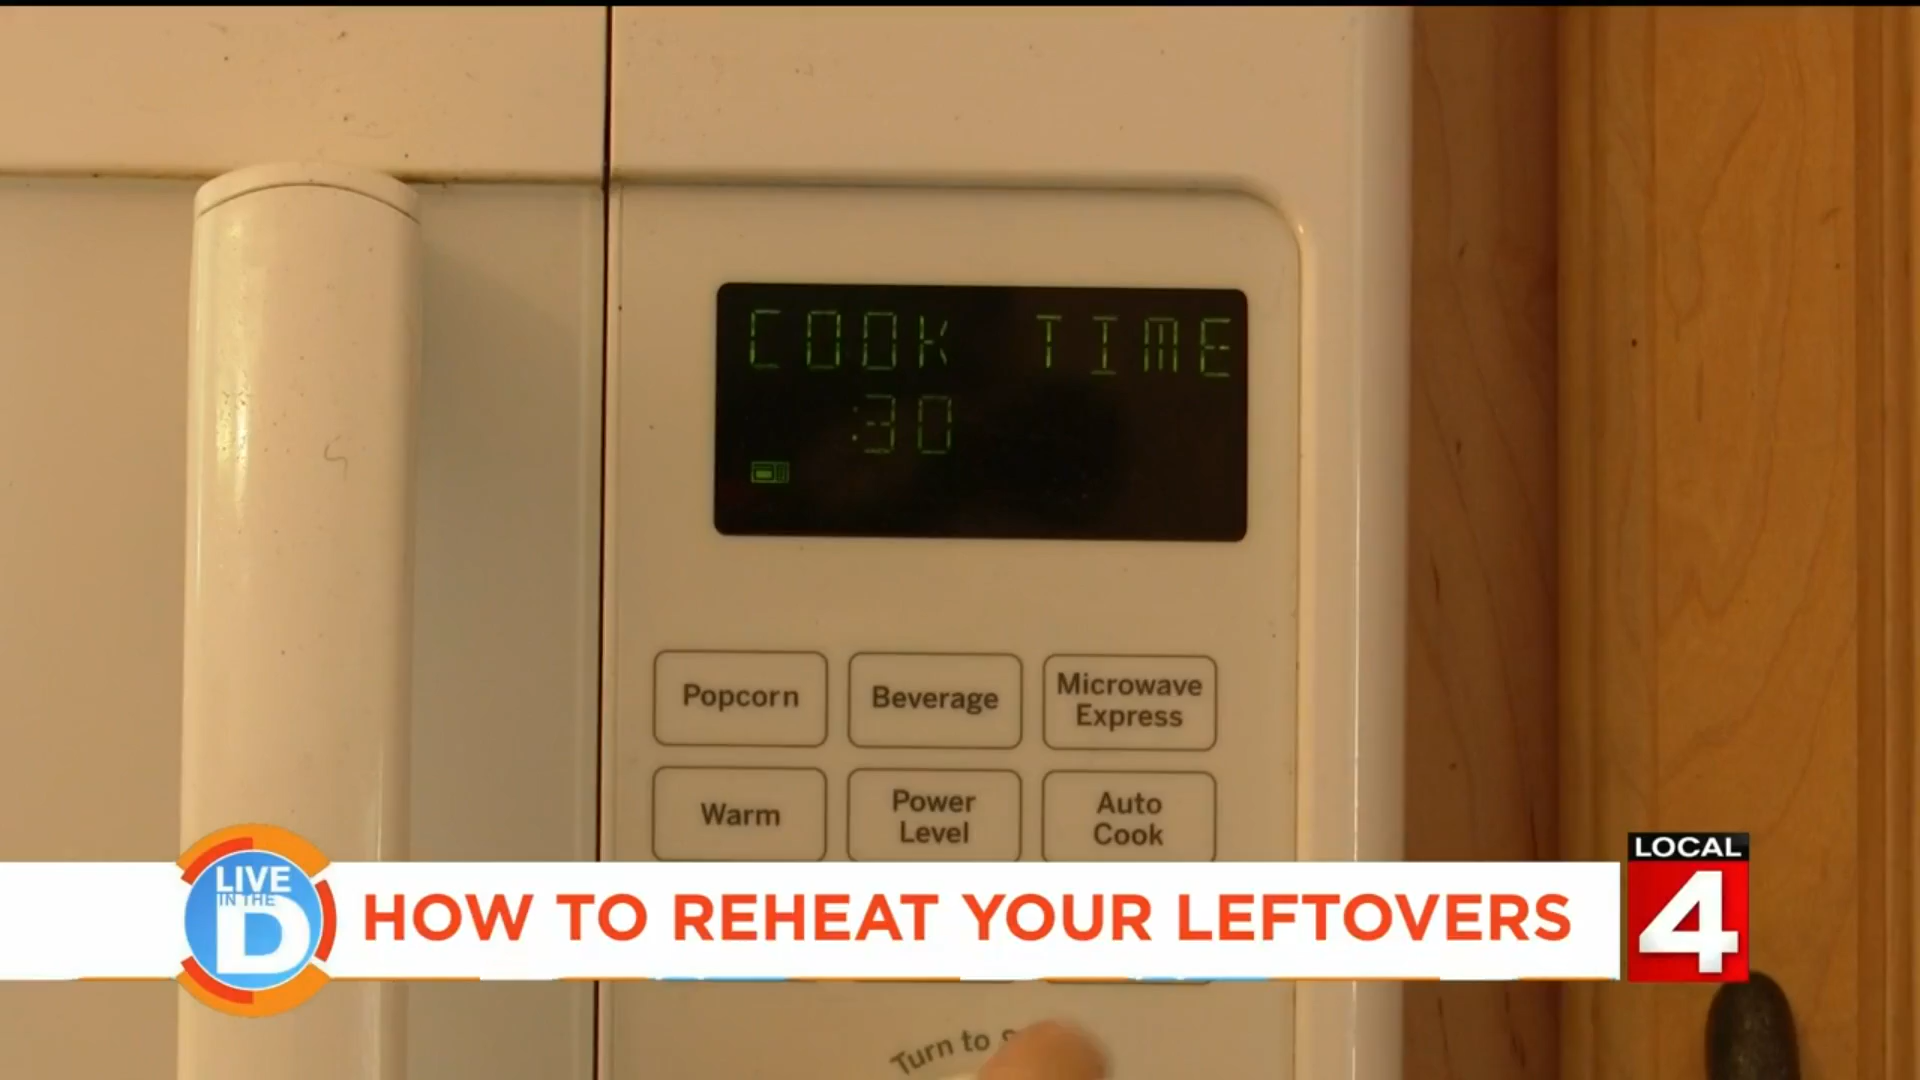 COOK TIME
:30
Popcorn
Beverage
Microwave
Express
Warm
Power
Level
Auto
Cook
LIVE
IN THE
D
HOW TO REHEAT YOUR LEFTOVERS
LOCAL
4
Turn to